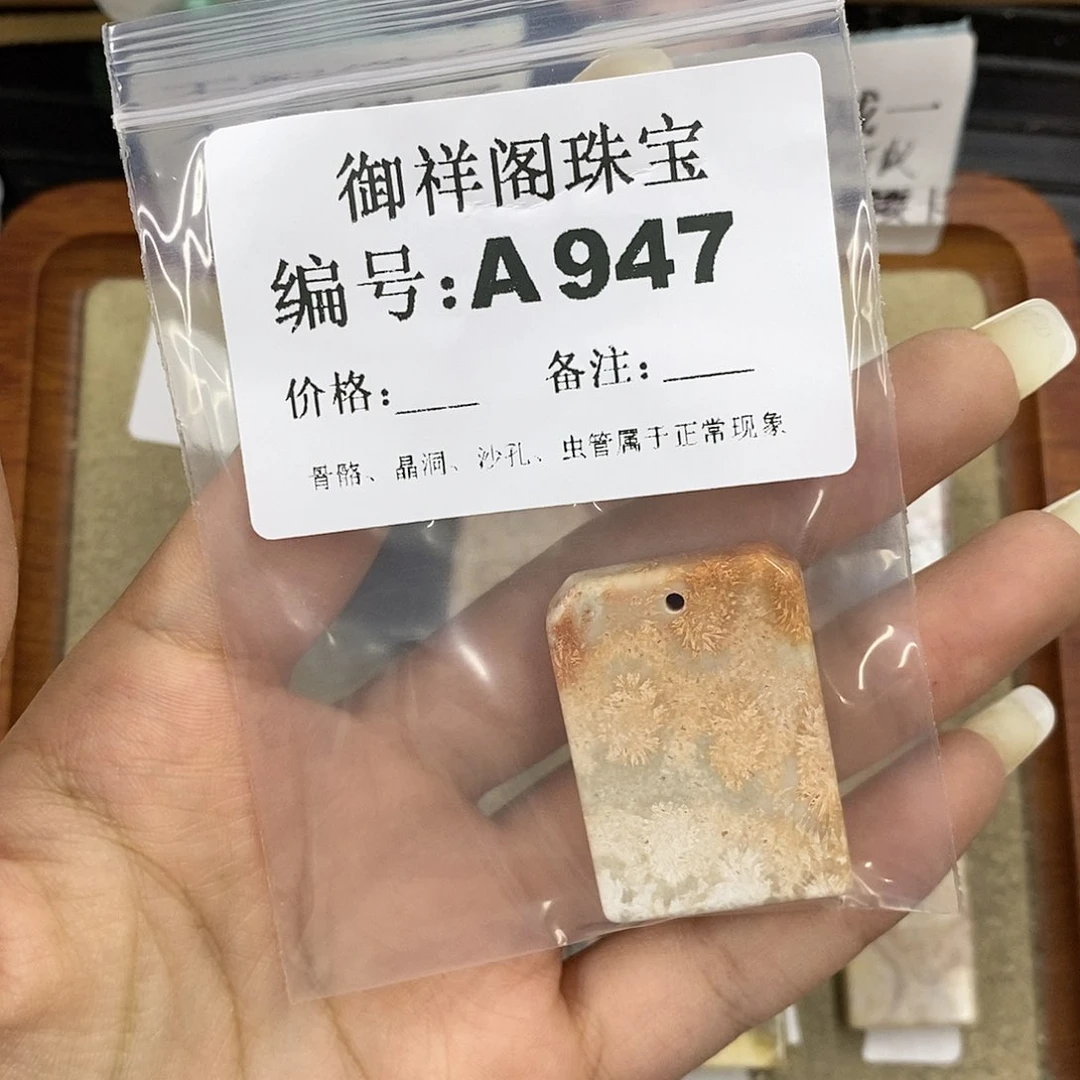 御祥阁珠宝
编号:A947
价格:___ 备注:____
骨骼、晶洞、沙孔、虫管属于正常现象